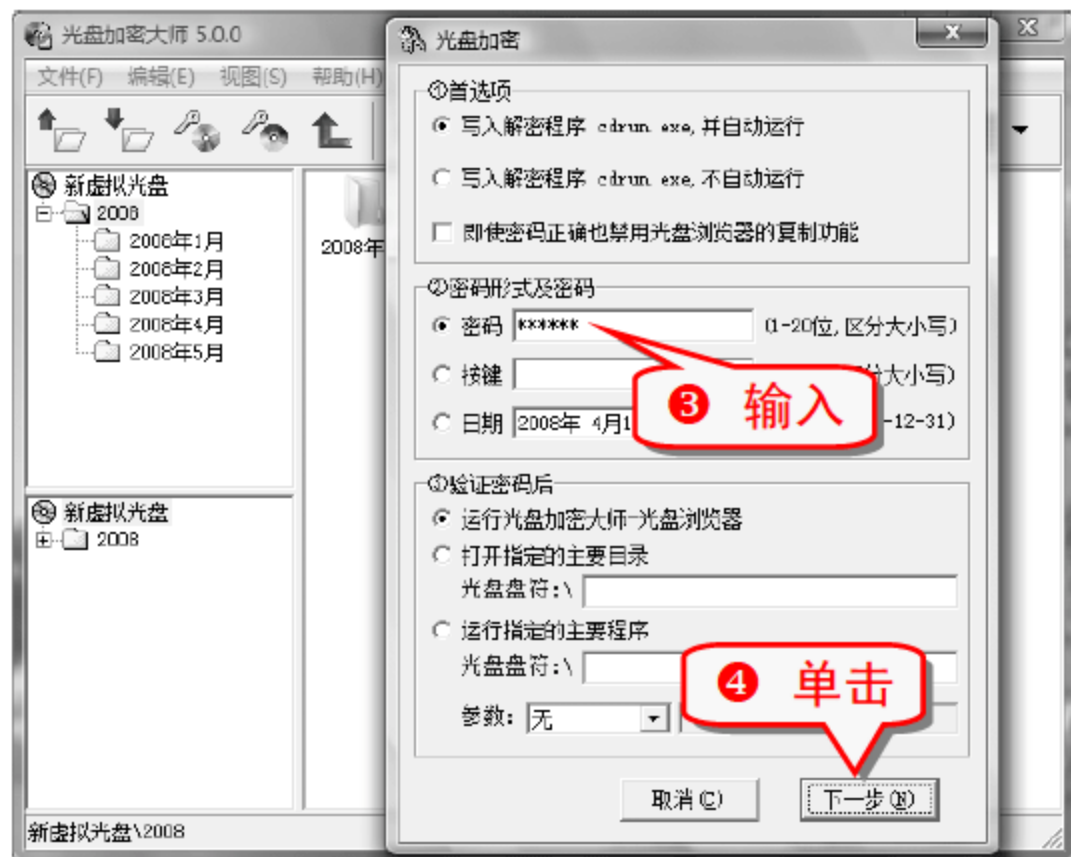 光盘加密大师 5.0.0
文件(F) 编辑(E) 视图(S) 帮助(H)
新虚拟光盘
2008
2008年1月
2008年2月
2008年3月
2008年4月
2008年5月
2008年
新虚拟光盘
2008
新虚拟光盘\2008
光盘加密
①首选项
写入解密程序 cdrun.exe,并自动运行
写入解密程序 cdrun.exe,不自动运行
即使密码正确也禁用光盘浏览器的复制功能
②密码形式及密码
密码 ****** (1-20位,区分大小写)
按键 分大小写)
日期 2008年 4月1 -12-31)
❸ 输入
③验证密码后
运行光盘加密大师-光盘浏览器
打开指定的主要目录
光盘盘符:\
运行指定的主要程序
光盘盘符:\
❹ 单击
参数: 无
取消(C) 下一步(N)